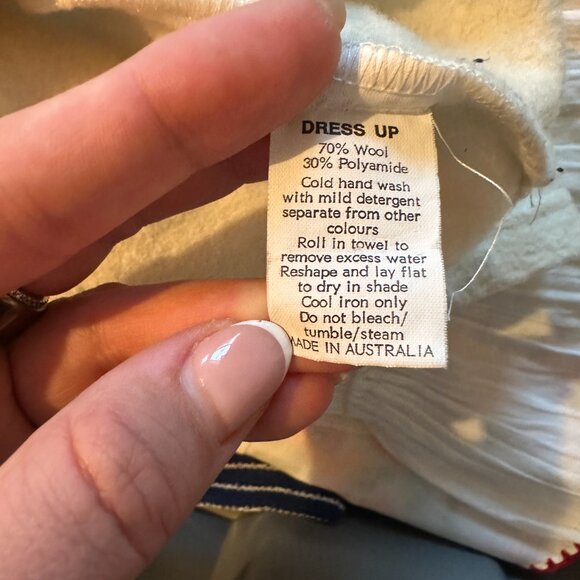 DRESS UP
70% Wool
30% Polyamide
Cold hand wash
with mild detergent
separate from other
colours
Roll in towel to
remove excess water
Reshape and lay flat
to dry in shade
Cool iron only
Do not bleach/
tumble/steam
MADE IN AUSTRALIA